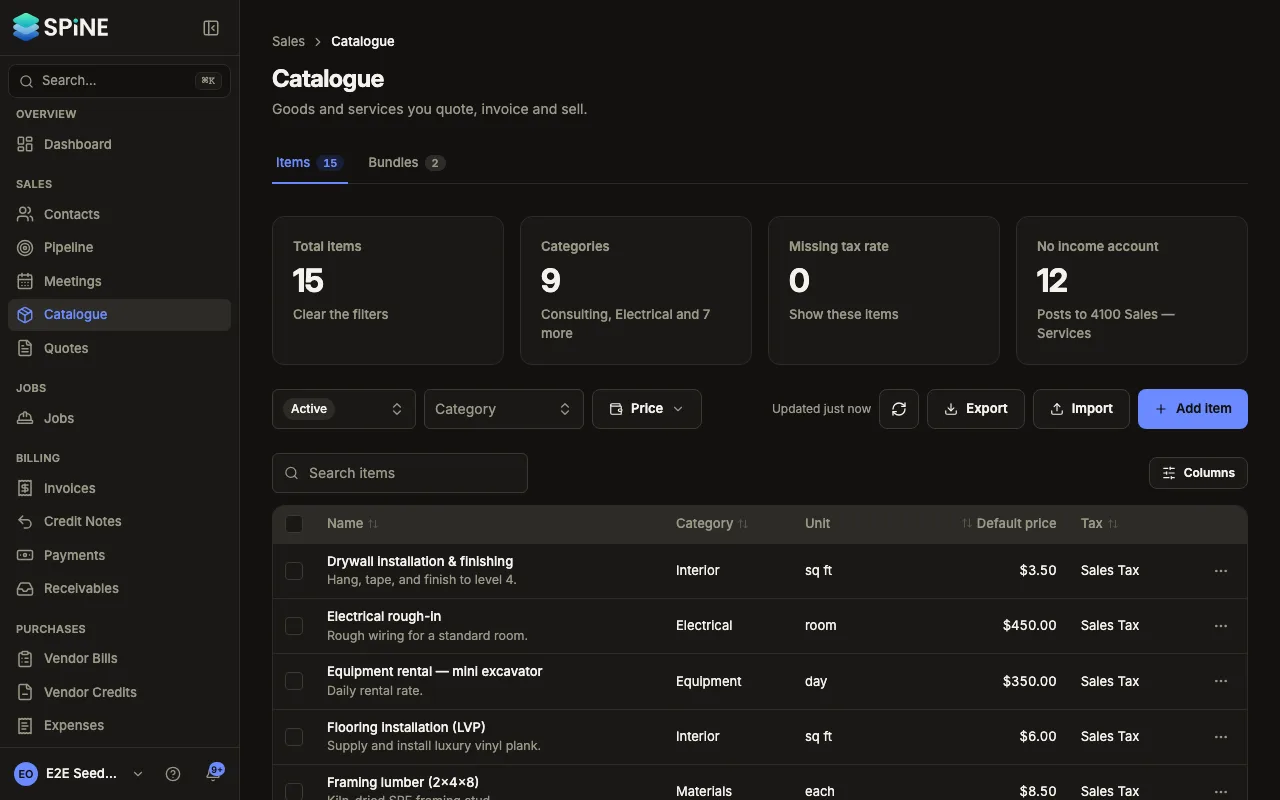 SPiNE
Search...
⌘K
OVERVIEW
Dashboard
SALES
Contacts
Pipeline
Meetings
Catalogue
Quotes
JOBS
Jobs
BILLING
Invoices
Credit Notes
Payments
Receivables
PURCHASES
Vendor Bills
Vendor Credits
Expenses
EO
E2E Seed...
9+
Sales
Catalogue
Catalogue
Goods and services you quote, invoice and sell.
Items 15
Bundles 2
Total items
15
Clear the filters
Categories
9
Consulting, Electrical and 7
more
Missing tax rate
0
Show these items
No income account
12
Posts to 4100 Sales —
Services
Active
Category
Price
Updated just now
Export
Import
Add item
Search items
Columns
Name Category Unit Default price Tax
Drywall installation & finishing
Hang, tape, and finish to level 4.
Interior sq ft $3.50 Sales Tax
Electrical rough-in
Rough wiring for a standard room.
Electrical room $450.00 Sales Tax
Equipment rental — mini excavator
Daily rental rate.
Equipment day $350.00 Sales Tax
Flooring installation (LVP)
Supply and install luxury vinyl plank.
Interior sq ft $6.00 Sales Tax
Framing lumber (2×4×8)
Kiln-dried SPF framing stud.
Materials each $8.50 Sales Tax